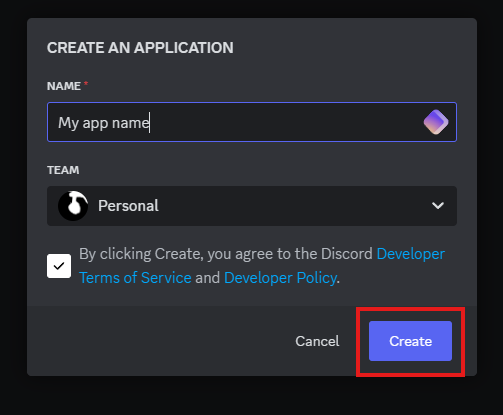 CREATE AN APPLICATION
NAME *
My app name
TEAM
Personal
By clicking Create, you agree to the Discord Developer
Terms of Service and Developer Policy.
Cancel
Create